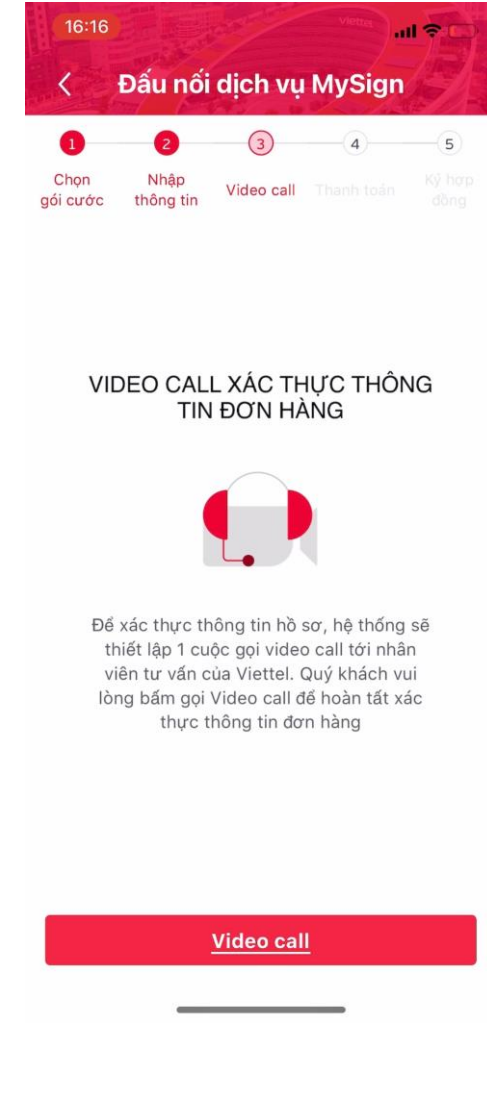 16:16
viettel
Đấu nối dịch vụ MySign
1 2 3 4 5
Chọn gói cước
Nhập thông tin
Video call
Thanh toán
Ký hợp đồng
VIDEO CALL XÁC THỰC THÔNG
TIN ĐƠN HÀNG
Để xác thực thông tin hồ sơ, hệ thống sẽ
thiết lập 1 cuộc gọi video call tới nhân
viên tư vấn của Viettel. Quý khách vui
lòng bấm gọi Video call để hoàn tất xác
thực thông tin đơn hàng
Video call